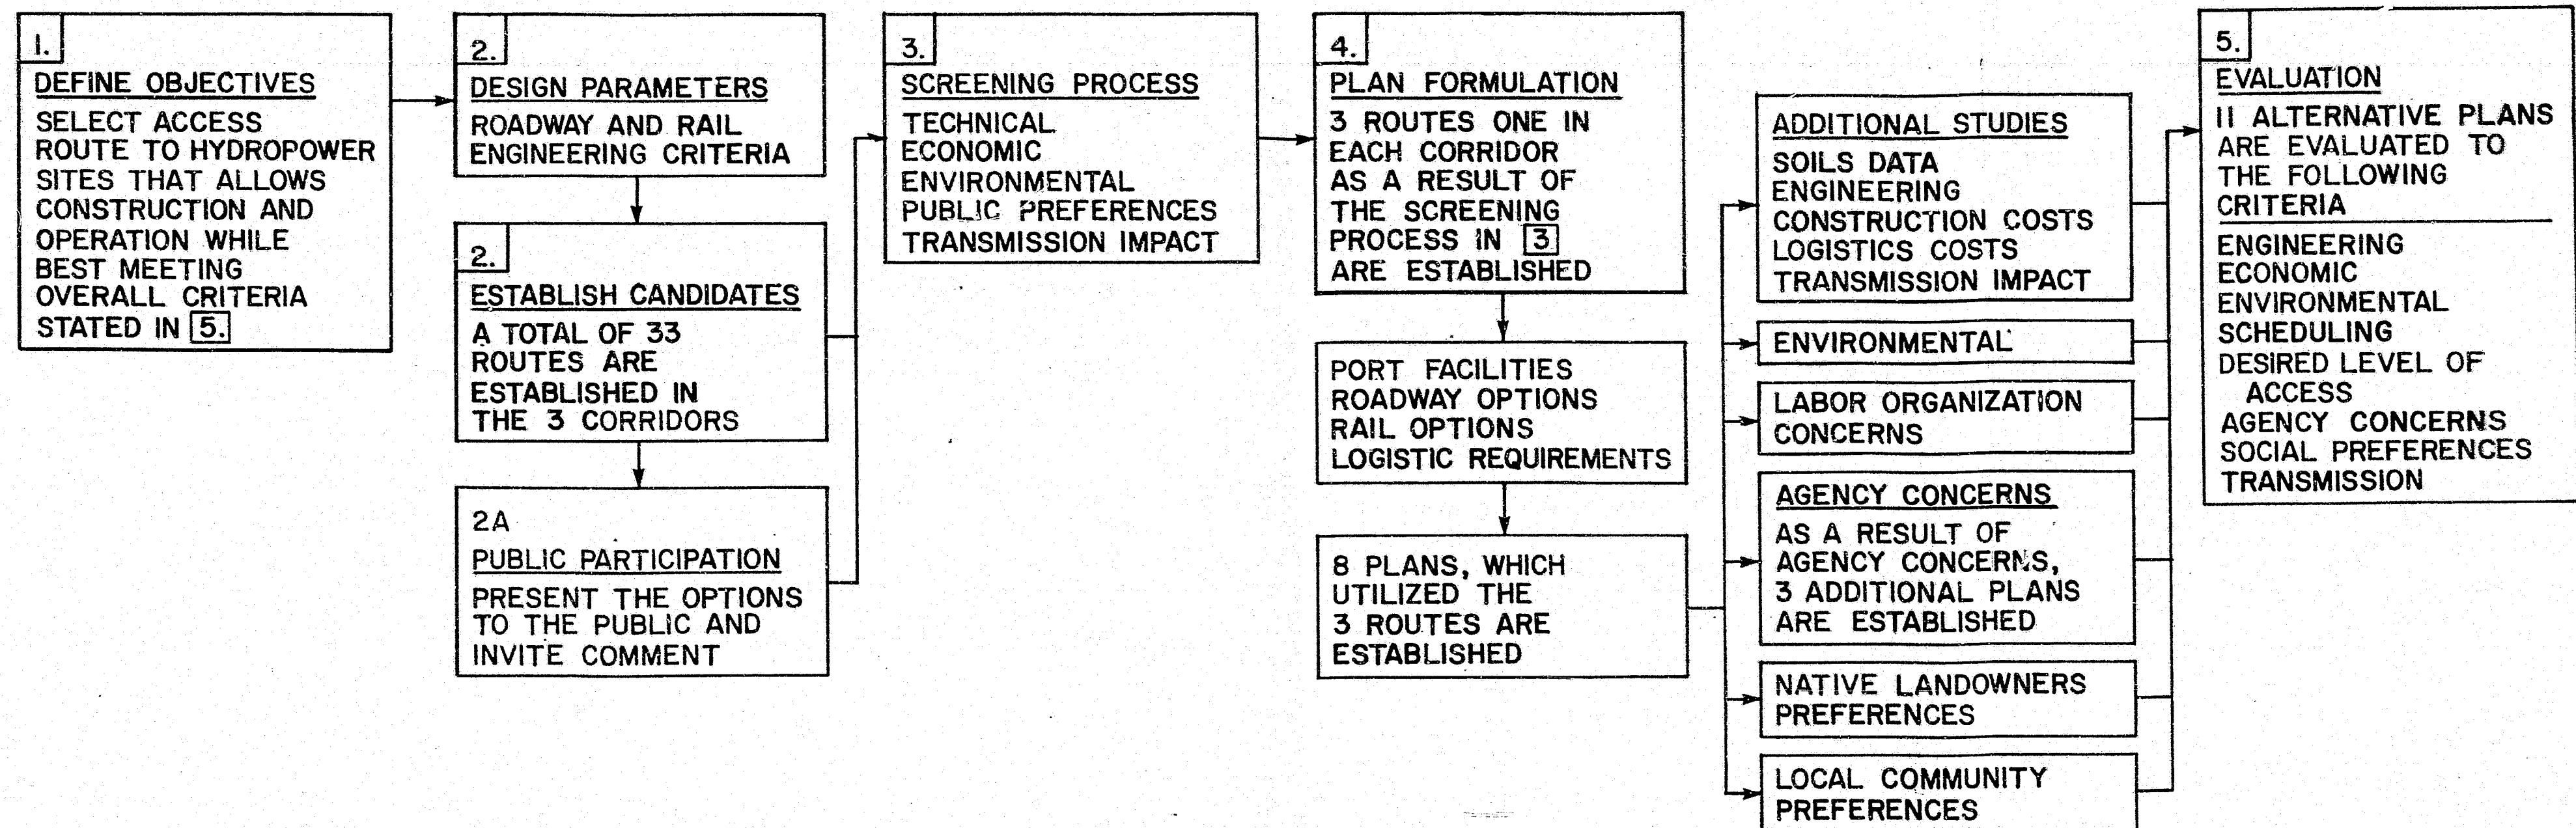 1.
DEFINE OBJECTIVES
SELECT ACCESS
ROUTE TO HYDROPOWER
SITES THAT ALLOWS
CONSTRUCTION AND
OPERATION WHILE
BEST MEETING
OVERALL CRITERIA
STATED IN 5.
2.
DESIGN PARAMETERS
ROADWAY AND RAIL
ENGINEERING CRITERIA
2.
ESTABLISH CANDIDATES
A TOTAL OF 33
ROUTES ARE
ESTABLISHED IN
THE 3 CORRIDORS
2A
PUBLIC PARTICIPATION
PRESENT THE OPTIONS
TO THE PUBLIC AND
INVITE COMMENT
3.
SCREENING PROCESS
TECHNICAL
ECONOMIC
ENVIRONMENTAL
PUBLIC PREFERENCES
TRANSMISSION IMPACT
4.
PLAN FORMULATION
3 ROUTES ONE IN
EACH CORRIDOR
AS A RESULT OF
THE SCREENING
PROCESS IN 3
ARE ESTABLISHED
PORT FACILITIES
ROADWAY OPTIONS
RAIL OPTIONS
LOGISTIC REQUIREMENTS
8 PLANS, WHICH
UTILIZED THE
3 ROUTES ARE
ESTABLISHED
ADDITIONAL STUDIES
SOILS DATA
ENGINEERING
CONSTRUCTION COSTS
LOGISTICS COSTS
TRANSMISSION IMPACT
ENVIRONMENTAL
LABOR ORGANIZATION
CONCERNS
AGENCY CONCERNS
AS A RESULT OF
AGENCY CONCERNS,
3 ADDITIONAL PLANS
ARE ESTABLISHED
NATIVE LANDOWNERS
PREFERENCES
LOCAL COMMUNITY
PREFERENCES
5.
EVALUATION
11 ALTERNATIVE PLANS
ARE EVALUATED TO
THE FOLLOWING
CRITERIA
ENGINEERING
ECONOMIC
ENVIRONMENTAL
SCHEDULING
DESIRED LEVEL OF
ACCESS
AGENCY CONCERNS
SOCIAL PREFERENCES
TRANSMISSION